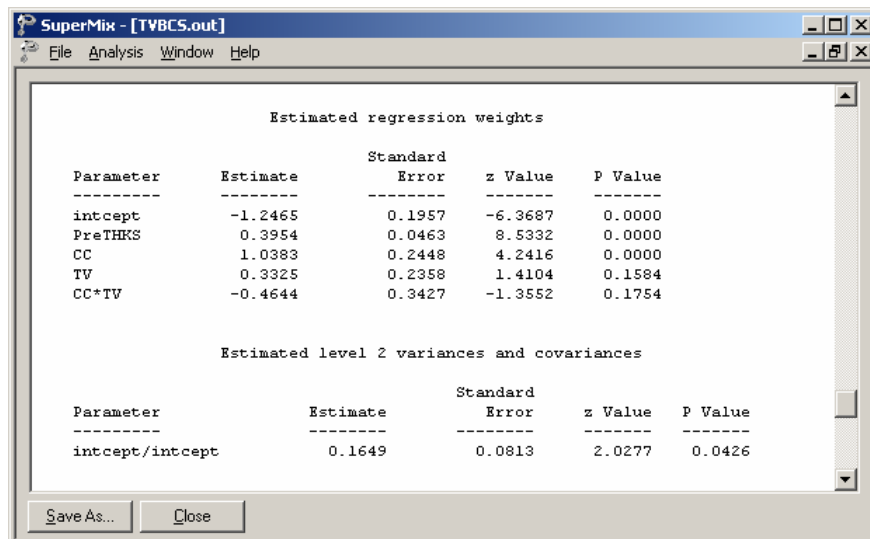 SuperMix - [TVBCS.out]
File Analysis Window Help
Estimated regression weights
Standard
Parameter Estimate Error z Value P Value
--------- -------- -------- ------- -------
intcept -1.2465 0.1957 -6.3687 0.0000
PreTHKS 0.3954 0.0463 8.5332 0.0000
CC 1.0383 0.2448 4.2416 0.0000
TV 0.3325 0.2358 1.4104 0.1584
CC*TV -0.4644 0.3427 -1.3552 0.1754
Estimated level 2 variances and covariances
Standard
Parameter Estimate Error z Value P Value
--------- -------- -------- ------- -------
intcept/intcept 0.1649 0.0813 2.0277 0.0426
Save As... Close